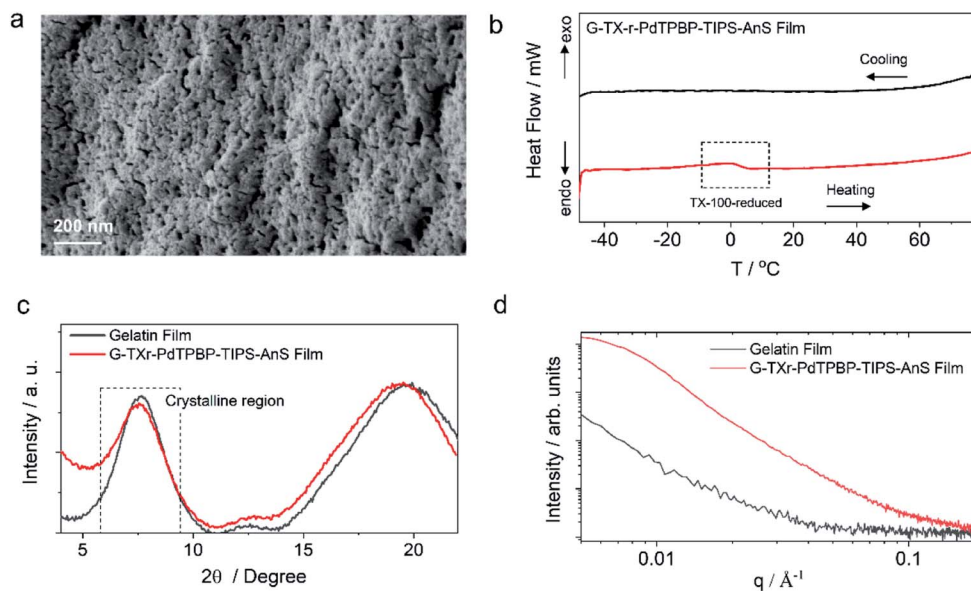 a
200 nm
b
G-TX-r-PdTPBP-TIPS-AnS Film
Heat Flow / mW
exo
endo
Cooling
TX-100-reduced
Heating
-40 -20 0 20 40 60
T / °C
c
Gelatin Film
G-TXr-PdTPBP-TIPS-AnS Film
Crystalline region
Intensity / a. u.
5 10 15 20
2θ / Degree
d
Gelatin Film
G-TXr-PdTPBP-TIPS-AnS Film
Intensity / arb. units
0.01 0.1
q / Å⁻¹